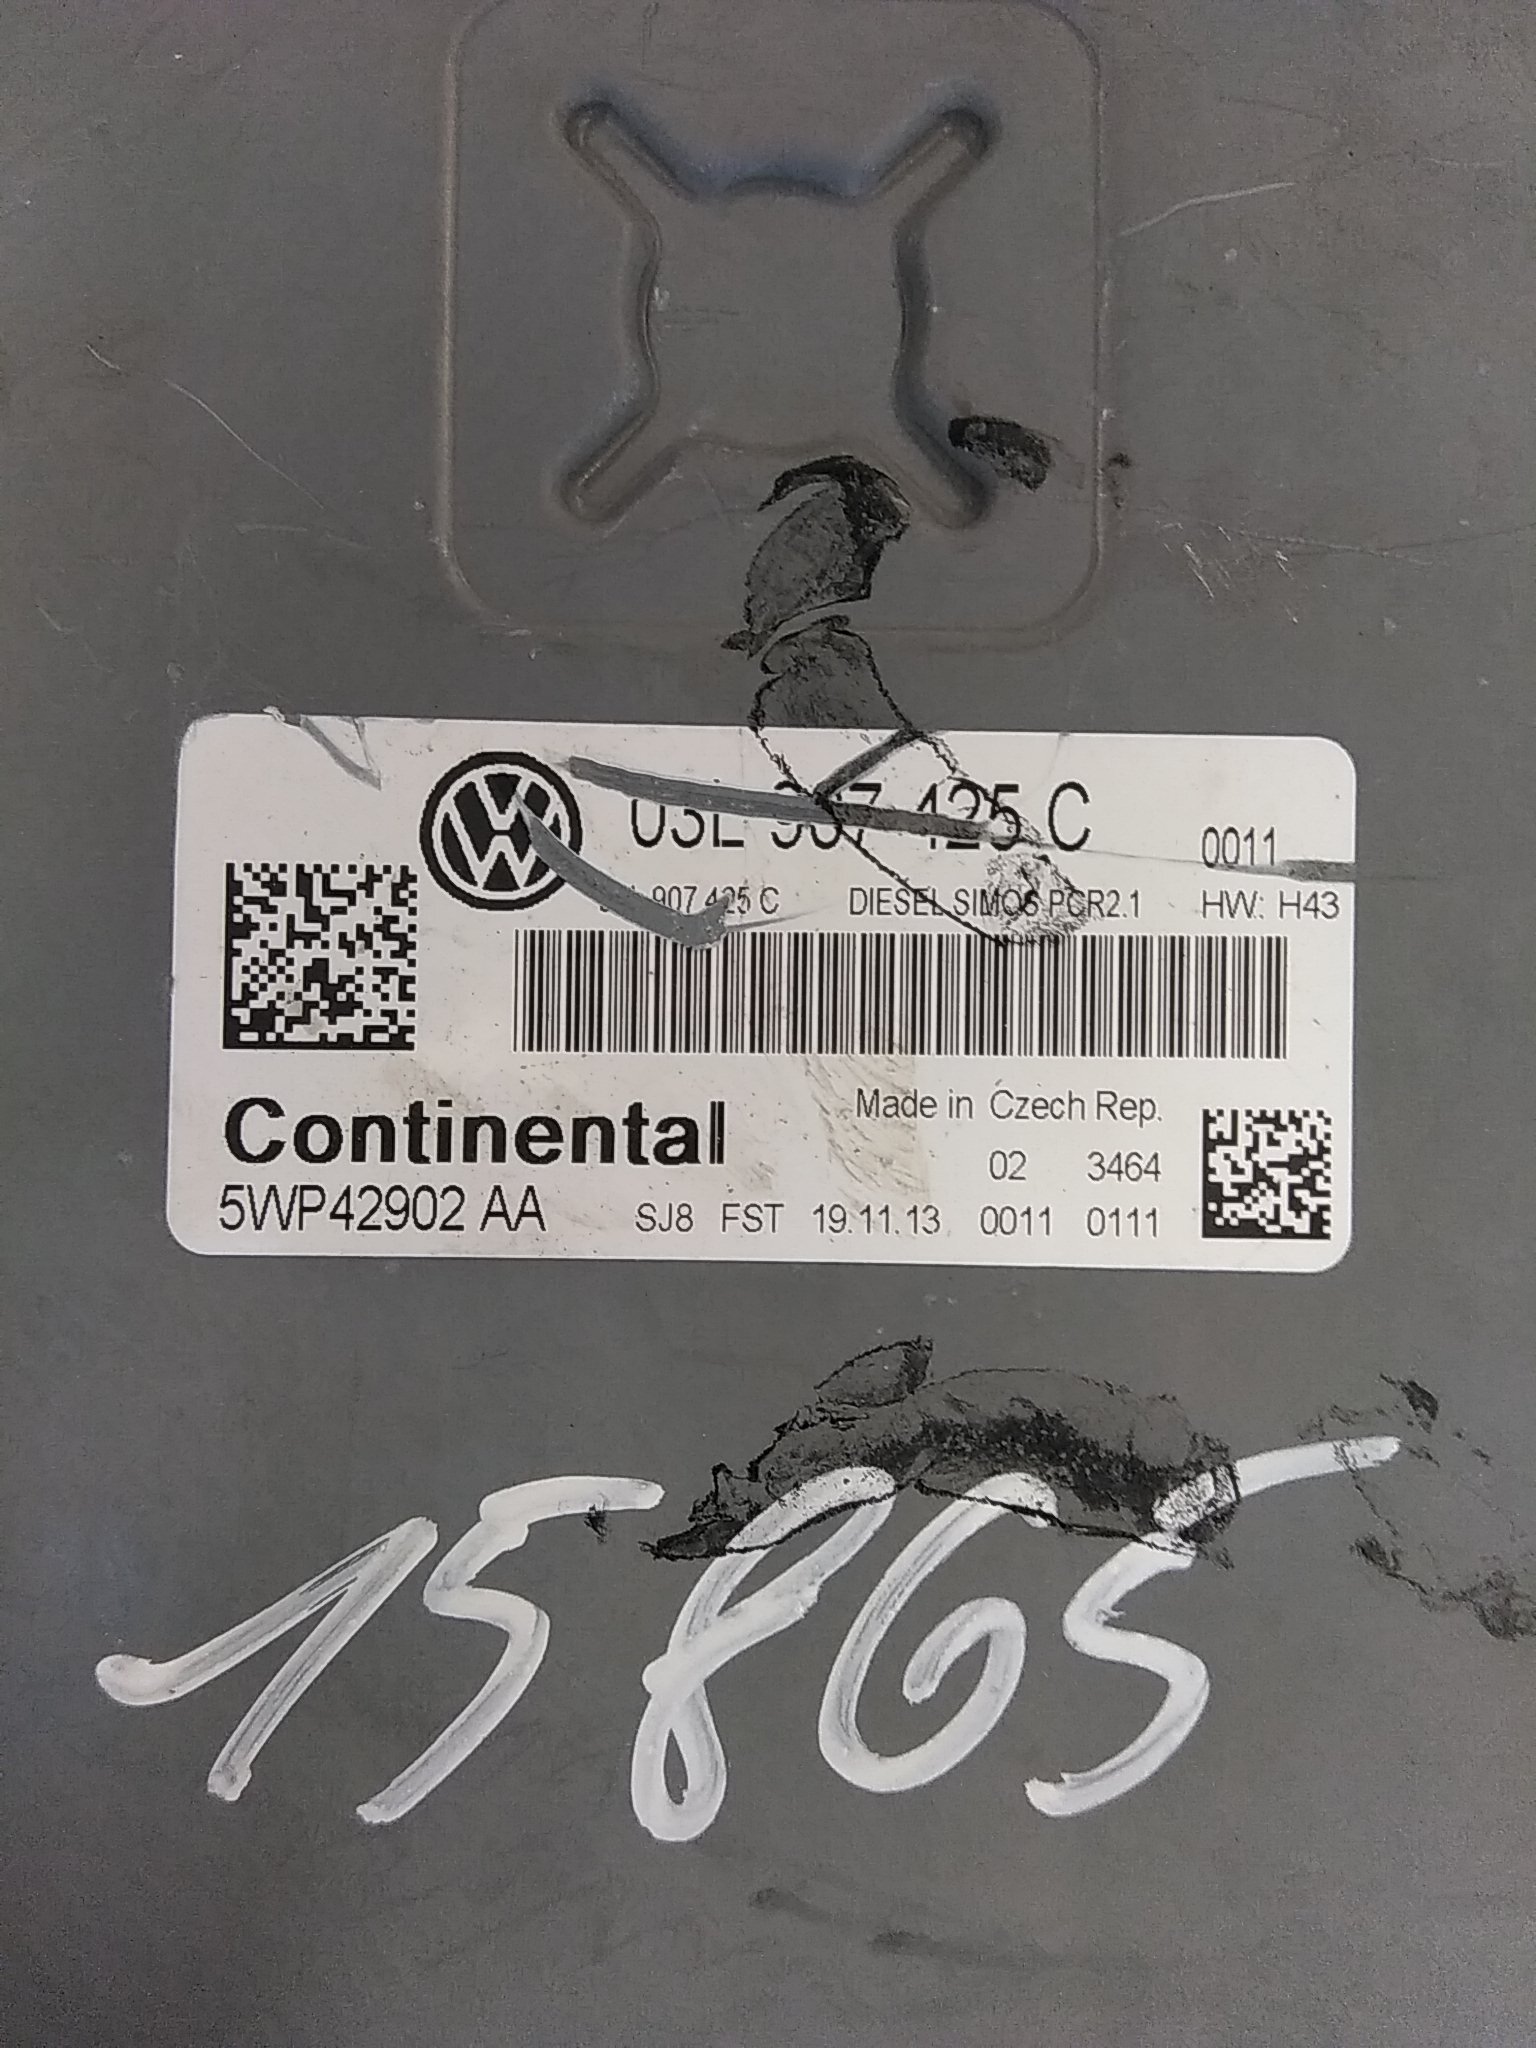 03L 907 425 C
0011
907 425 C DIESEL SIMOS PCR2.1 HW: H43
Continental
Made in Czech Rep.
02 3464
5WP42902 AA SJ8 FST 19.11.13 0011 0111
15865